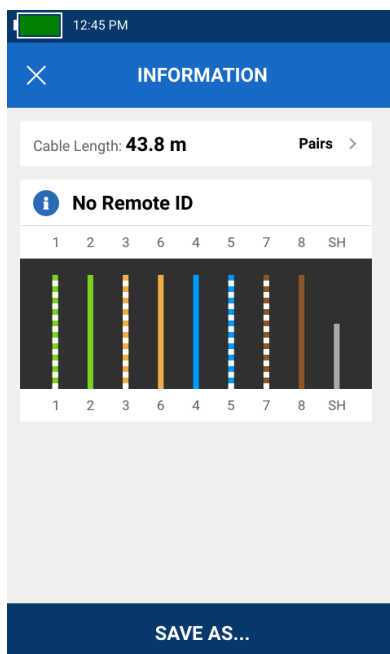 12:45 PM
INFORMATION
Cable Length: 43.8 m Pairs >
i No Remote ID
1 2 3 6 4 5 7 8 SH
1 2 3 6 4 5 7 8 SH
SAVE AS...